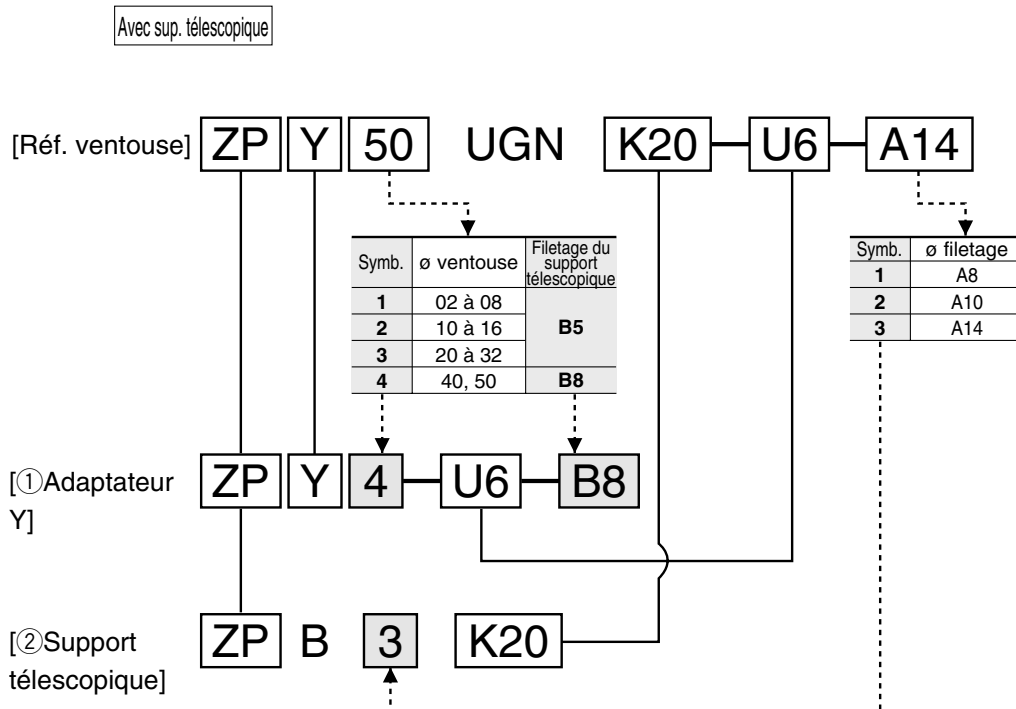 Avec sup. télescopique
[Réf. ventouse] ZP Y 50 UGN K20 U6 A14
Symb. ø ventouse Filetage du support télescopique
1 02 à 08 B5
2 10 à 16
3 20 à 32
4 40, 50 B8
Symb. ø filetage
1 A8
2 A10
3 A14
[①Adaptateur Y] ZP Y 4 U6 B8
[②Support télescopique] ZP B 3 K20